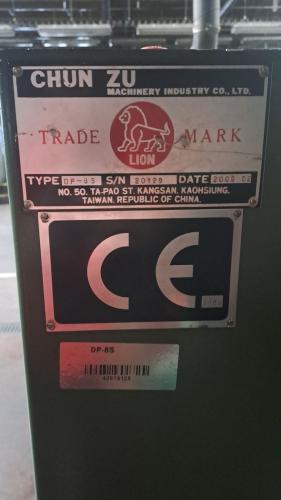 CHUN ZU
MACHINERY INDUSTRY CO., LTD.
TRADE MARK
LION
TYPE DP-8S S/N 20129 DATE 2002 02
NO. 50. TA-PAO ST. KANGSAN. KAOHSIUNG.
TAIWAN. REPUBLIC OF CHINA.
CE
DP-8S